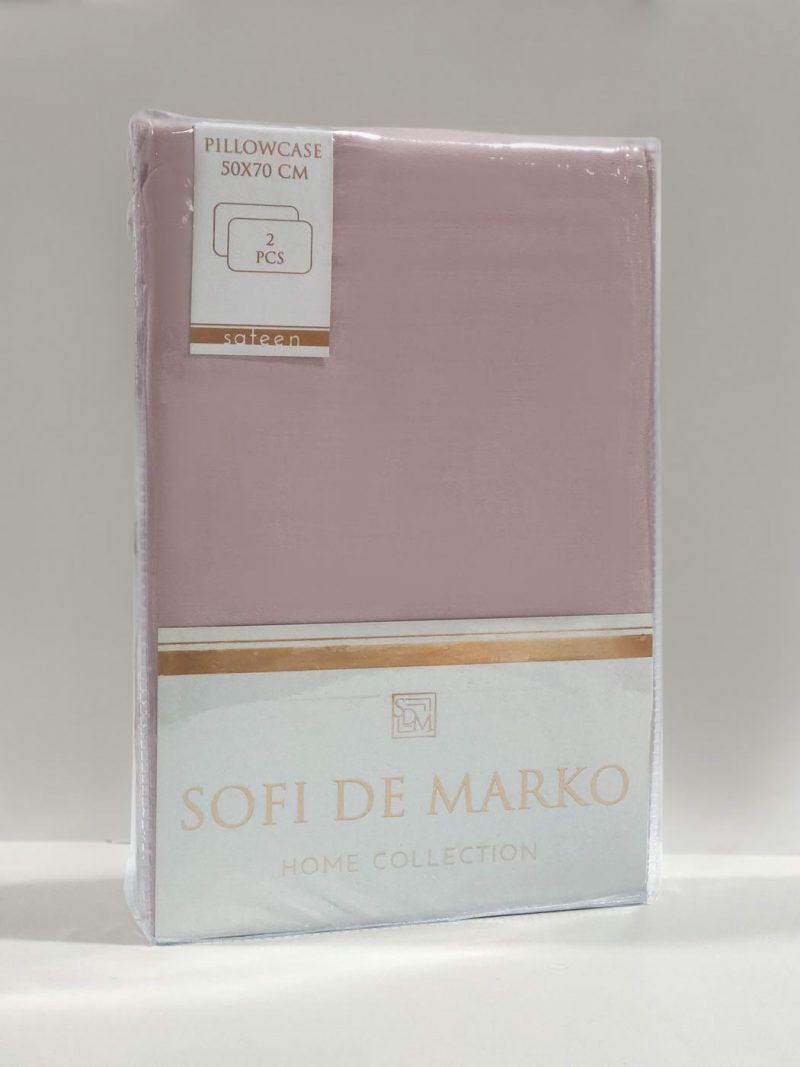 PILLOWCASE
50X70 CM
2
PCS
sateen
SDM
SOFI DE MARKO
HOME COLLECTION